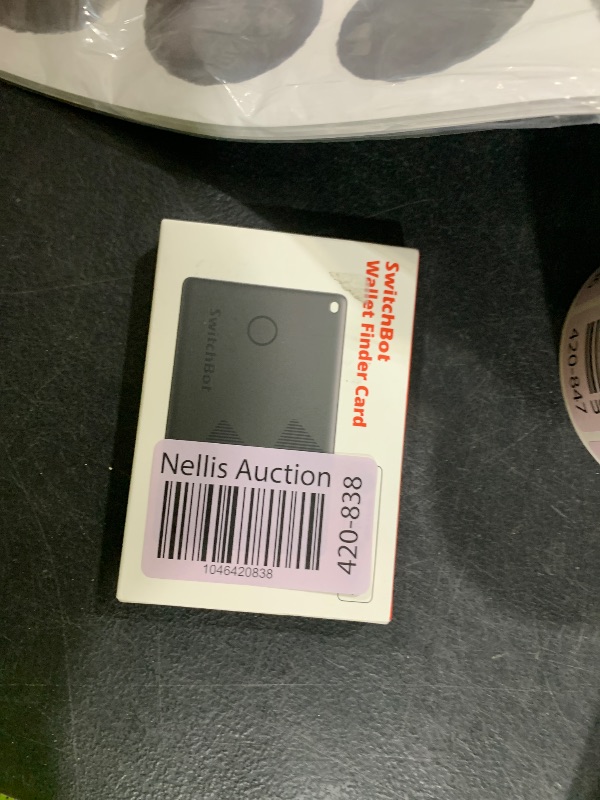 SwitchBot
Wallet Finder Card
SwitchBot
Nellis Auction
1046420838
420-838
420-847